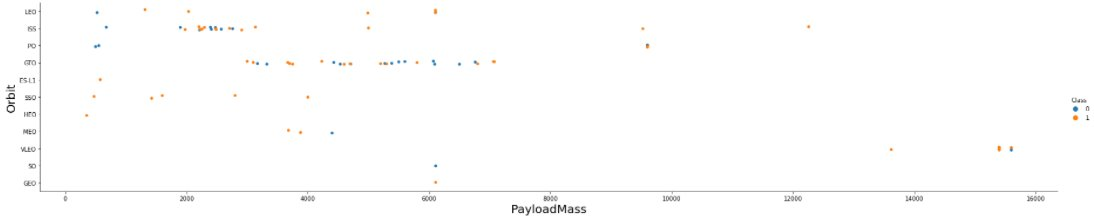 LEO
ISS
PO
GTO
ES-L1
SSO
HEO
MEO
VLEO
SO
GEO
Orbit
0 2000 4000 6000 8000 10000 12000 14000 16000
PayloadMass
Class
0
1